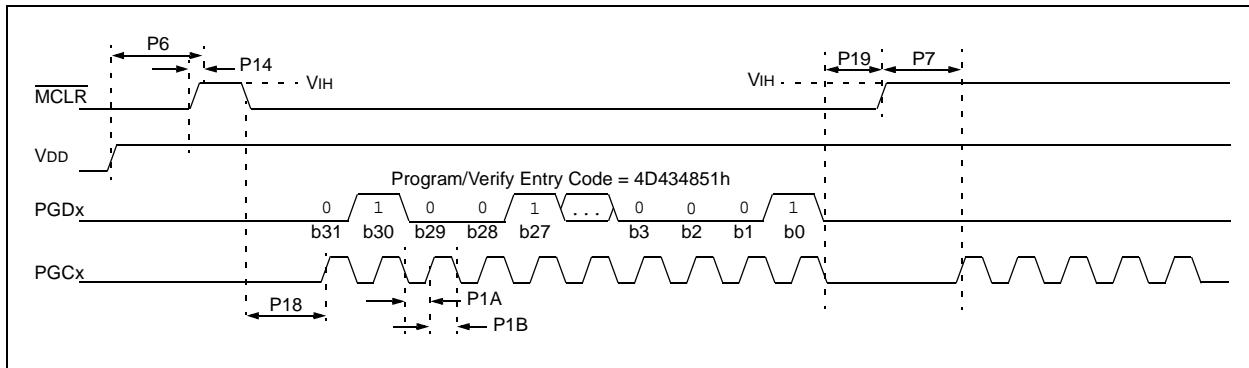 P6
P14
P19
P7
VIH
VIH
MCLR
VDD
Program/Verify Entry Code = 4D434851h
PGDx
0 1 0 0 1 ... 0 0 0 1
b31 b30 b29 b28 b27 b3 b2 b1 b0
PGCx
P18
P1A
P1B